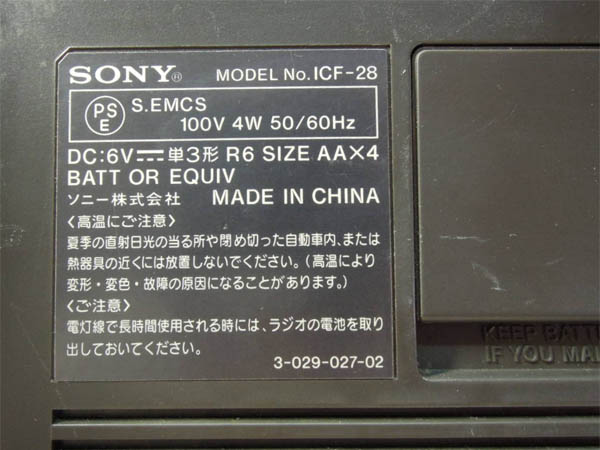 SONY® MODEL No. ICF-28
PS E S.EMCS
100V 4W 50/60Hz
DC:6V⎓単3形 R6 SIZE AA×4
BATT OR EQUIV
ソニー株式会社 MADE IN CHINA
〈高温にご注意〉
夏季の直射日光の当る所や閉め切った自動車内、または
熱器具の近くには放置しないでください。(高温により
変形・変色・故障の原因になることがあります。)
〈ご注意〉
電灯線で長時間使用される時には、ラジオの電池を取り
出しておいてください。
3-029-027-02
KEEP
IF YOU